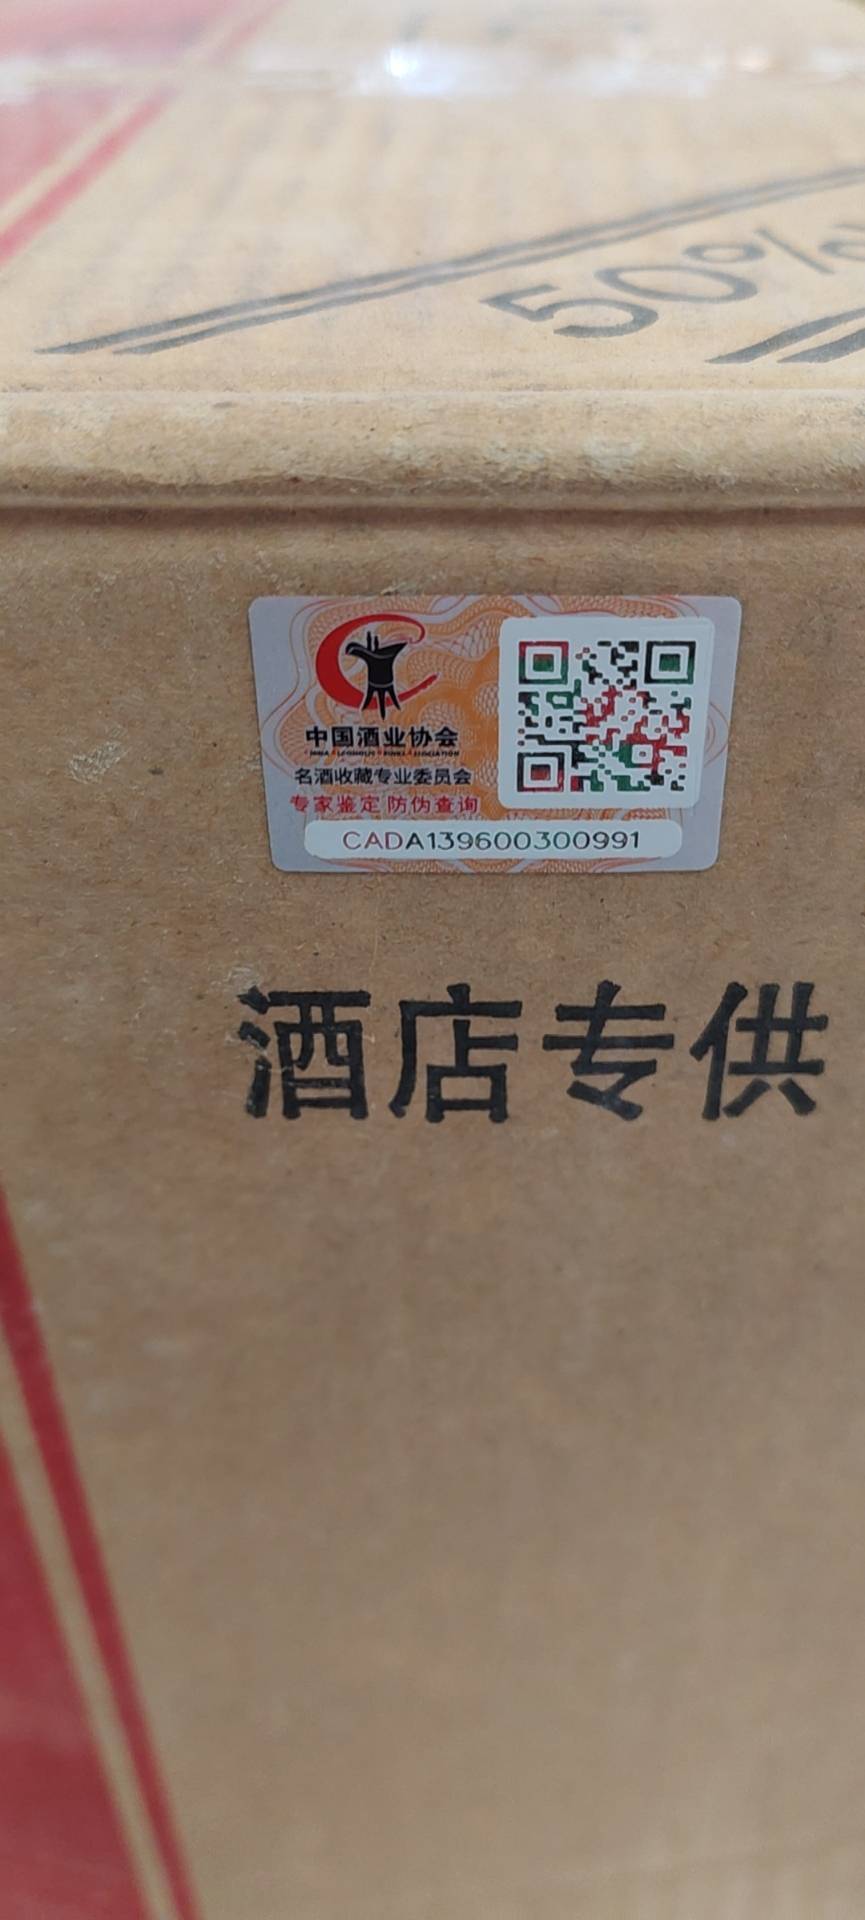 50%
中国酒业协会
名酒收藏专业委员会
专家鉴定 防伪查询
CADA139600300991
酒店专供